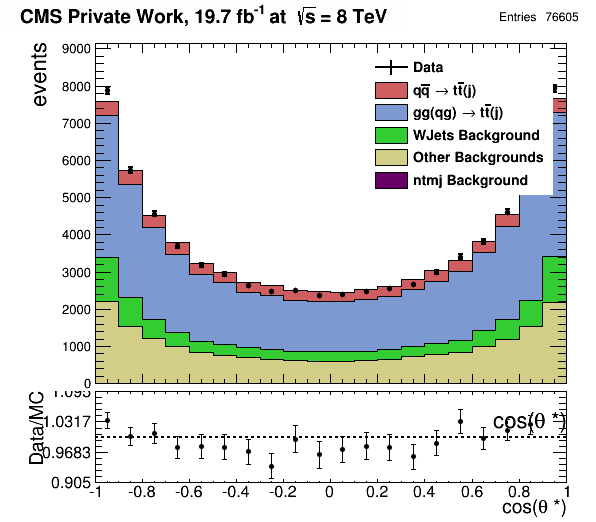 CMS Private Work, 19.7 fb⁻¹ at √s = 8 TeV
Entries 76605
events
9000
8000
7000
6000
5000
4000
3000
2000
1000
0
Data
qq̅ → tt̅(j)
gg(qg) → tt̅(j)
WJets Background
Other Backgrounds
ntmj Background
Data/MC
1.095
1.0317
0.9683
0.905
cos(θ *)
-1 -0.8 -0.6 -0.4 -0.2 0 0.2 0.4 0.6 0.8 1
cos(θ *)